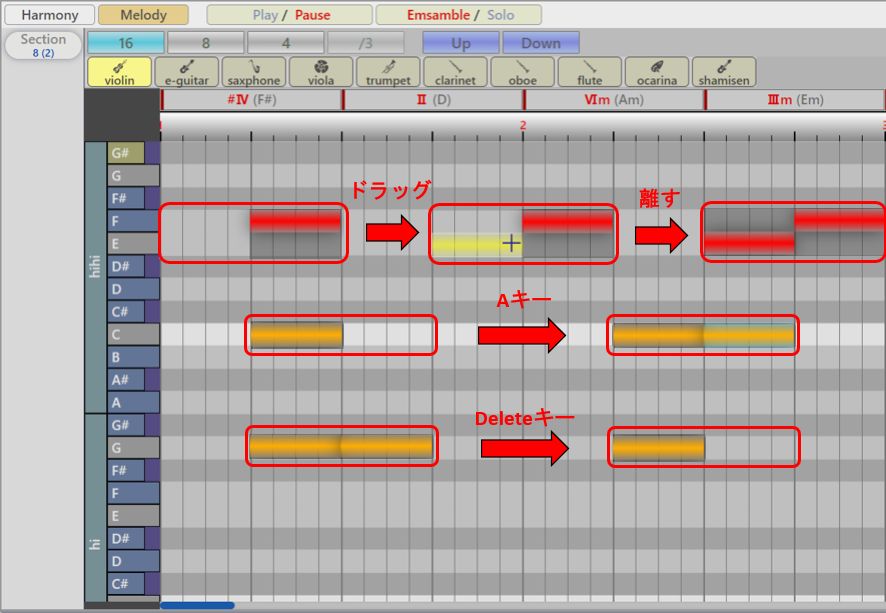 Harmony Melody Play / Pause Emsamble / Solo
Section 16 8 4 /3 Up Down
8 (2)
violin e-guitar saxphone viola trumpet clarinet oboe flute ocarina shamisen
#Ⅳ (F#) Ⅱ (D) Ⅵm (Am) Ⅲm (Em)
2
G#
G
F# ドラッグ 離す
F
E
D#
hihi
D
C# Aキー
C
B
A#
A
G# Deleteキー
G
F#
F
E
D#
hi
D
C#